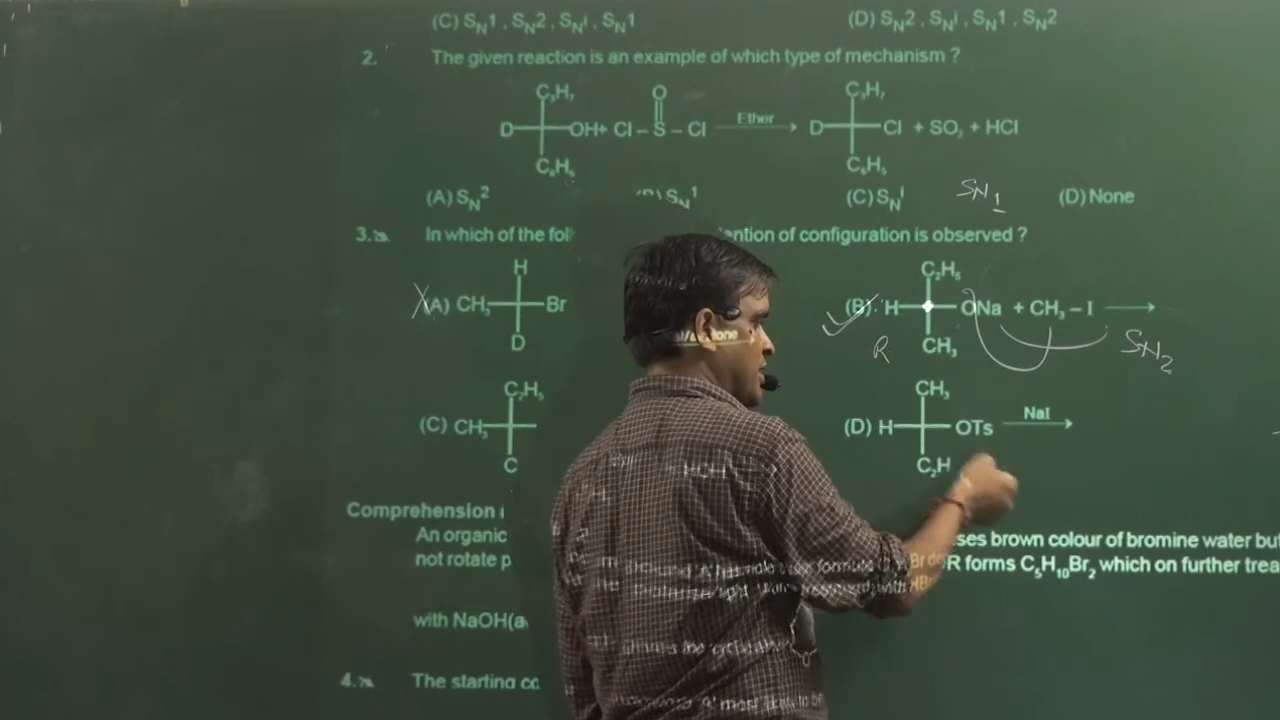 (C) SN1 , SN2 , SNi , SN1 (D) SN2 , SNi , SN1 , SN2
2. The given reaction is an example of which type of mechanism ?
C3H7 O C3H7
D OH+ Cl – S – Cl Ether D Cl + SO2 + HCl
C6H5 C6H5
(A) SN2 SN1 (C) SNi SN1 (D) None
3. In which of the ention of configuration is observed ?
H C2H5
(A) CH3 Br (B) H ONa + CH3 – I
D R CH3 SN2
C2H5 CH3
(C) CH3 (D) H OTs NaI
C C2H
Comprehension
An organic ses brown colour of bromine water but
not rotate p R forms C5H10Br2 which on further trea
with NaOH(a
4. The starting co